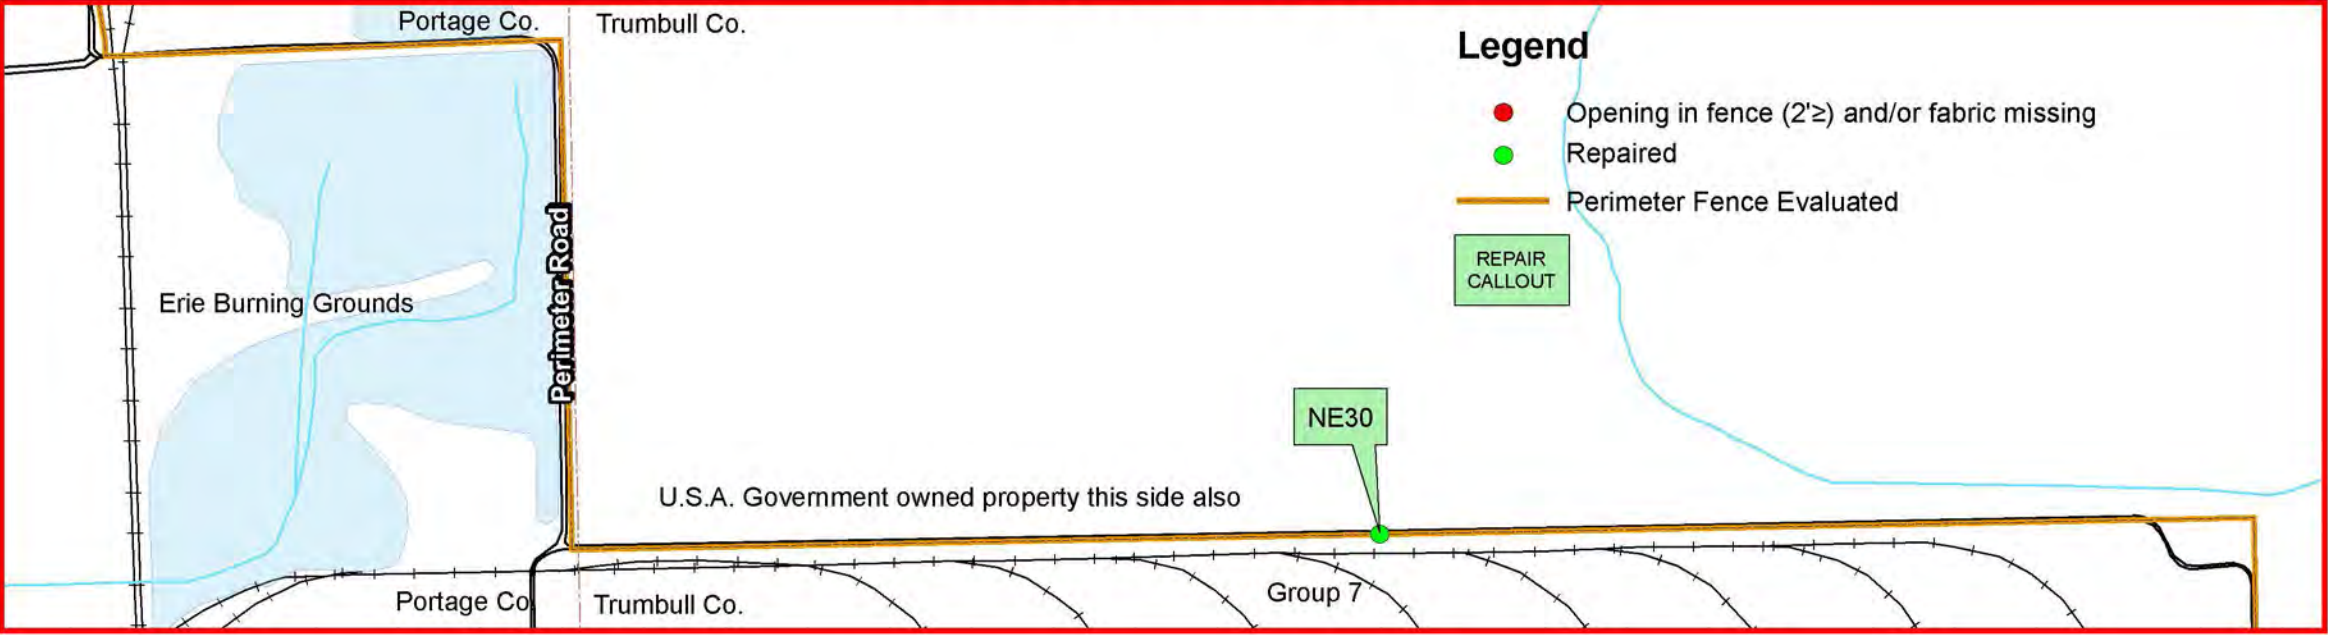 Portage Co.
Trumbull Co.
Legend
Opening in fence (2'≥) and/or fabric missing
Repaired
Perimeter Fence Evaluated
REPAIR
CALLOUT
Perimeter Road
Erie Burning Grounds
NE30
U.S.A. Government owned property this side also
Group 7
Portage Co
Trumbull Co.